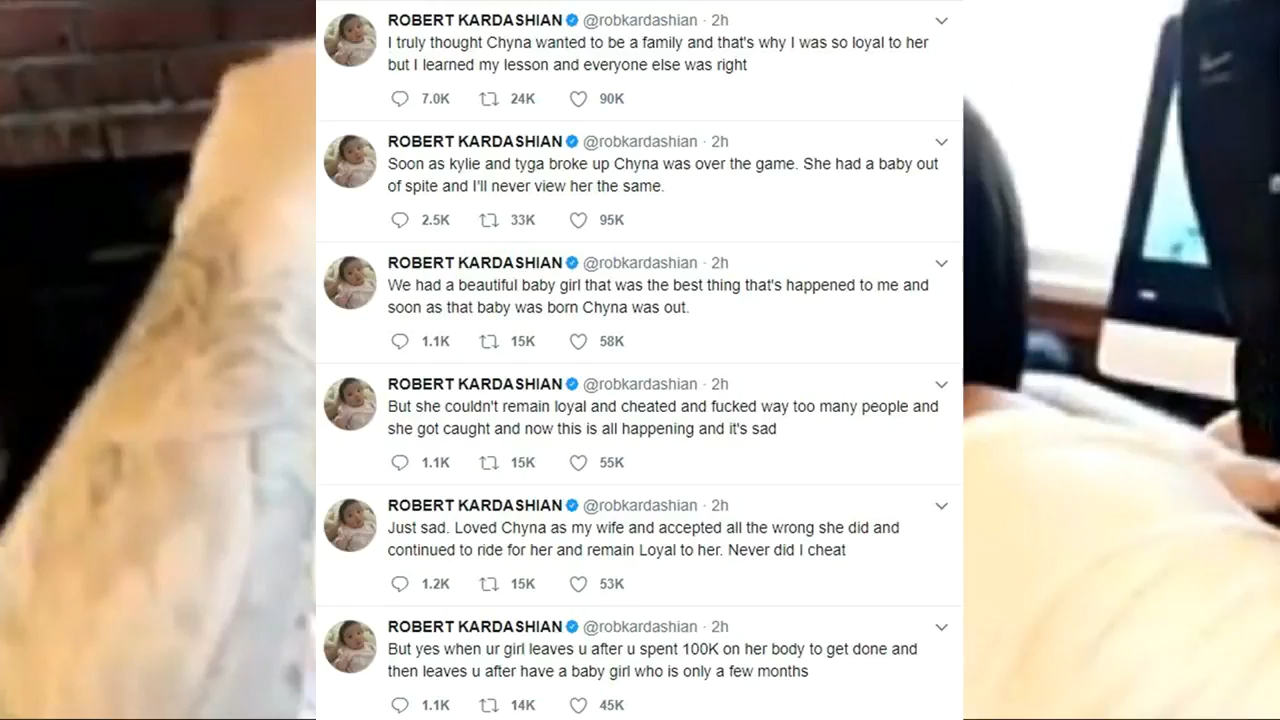 ROBERT KARDASHIAN @robkardashian · 2h
I truly thought Chyna wanted to be a family and that's why I was so loyal to her
but I learned my lesson and everyone else was right
7.0K 24K 90K
ROBERT KARDASHIAN @robkardashian · 2h
Soon as kylie and tyga broke up Chyna was over the game. She had a baby out
of spite and I'll never view her the same.
2.5K 33K 95K
ROBERT KARDASHIAN @robkardashian · 2h
We had a beautiful baby girl that was the best thing that's happened to me and
soon as that baby was born Chyna was out.
1.1K 15K 58K
ROBERT KARDASHIAN @robkardashian · 2h
But she couldn't remain loyal and cheated and fucked way too many people and
she got caught and now this is all happening and it's sad
1.1K 15K 55K
ROBERT KARDASHIAN @robkardashian · 2h
Just sad. Loved Chyna as my wife and accepted all the wrong she did and
continued to ride for her and remain Loyal to her. Never did I cheat
1.2K 15K 53K
ROBERT KARDASHIAN @robkardashian · 2h
But yes when ur girl leaves u after u spent 100K on her body to get done and
then leaves u after have a baby girl who is only a few months
1.1K 14K 45K